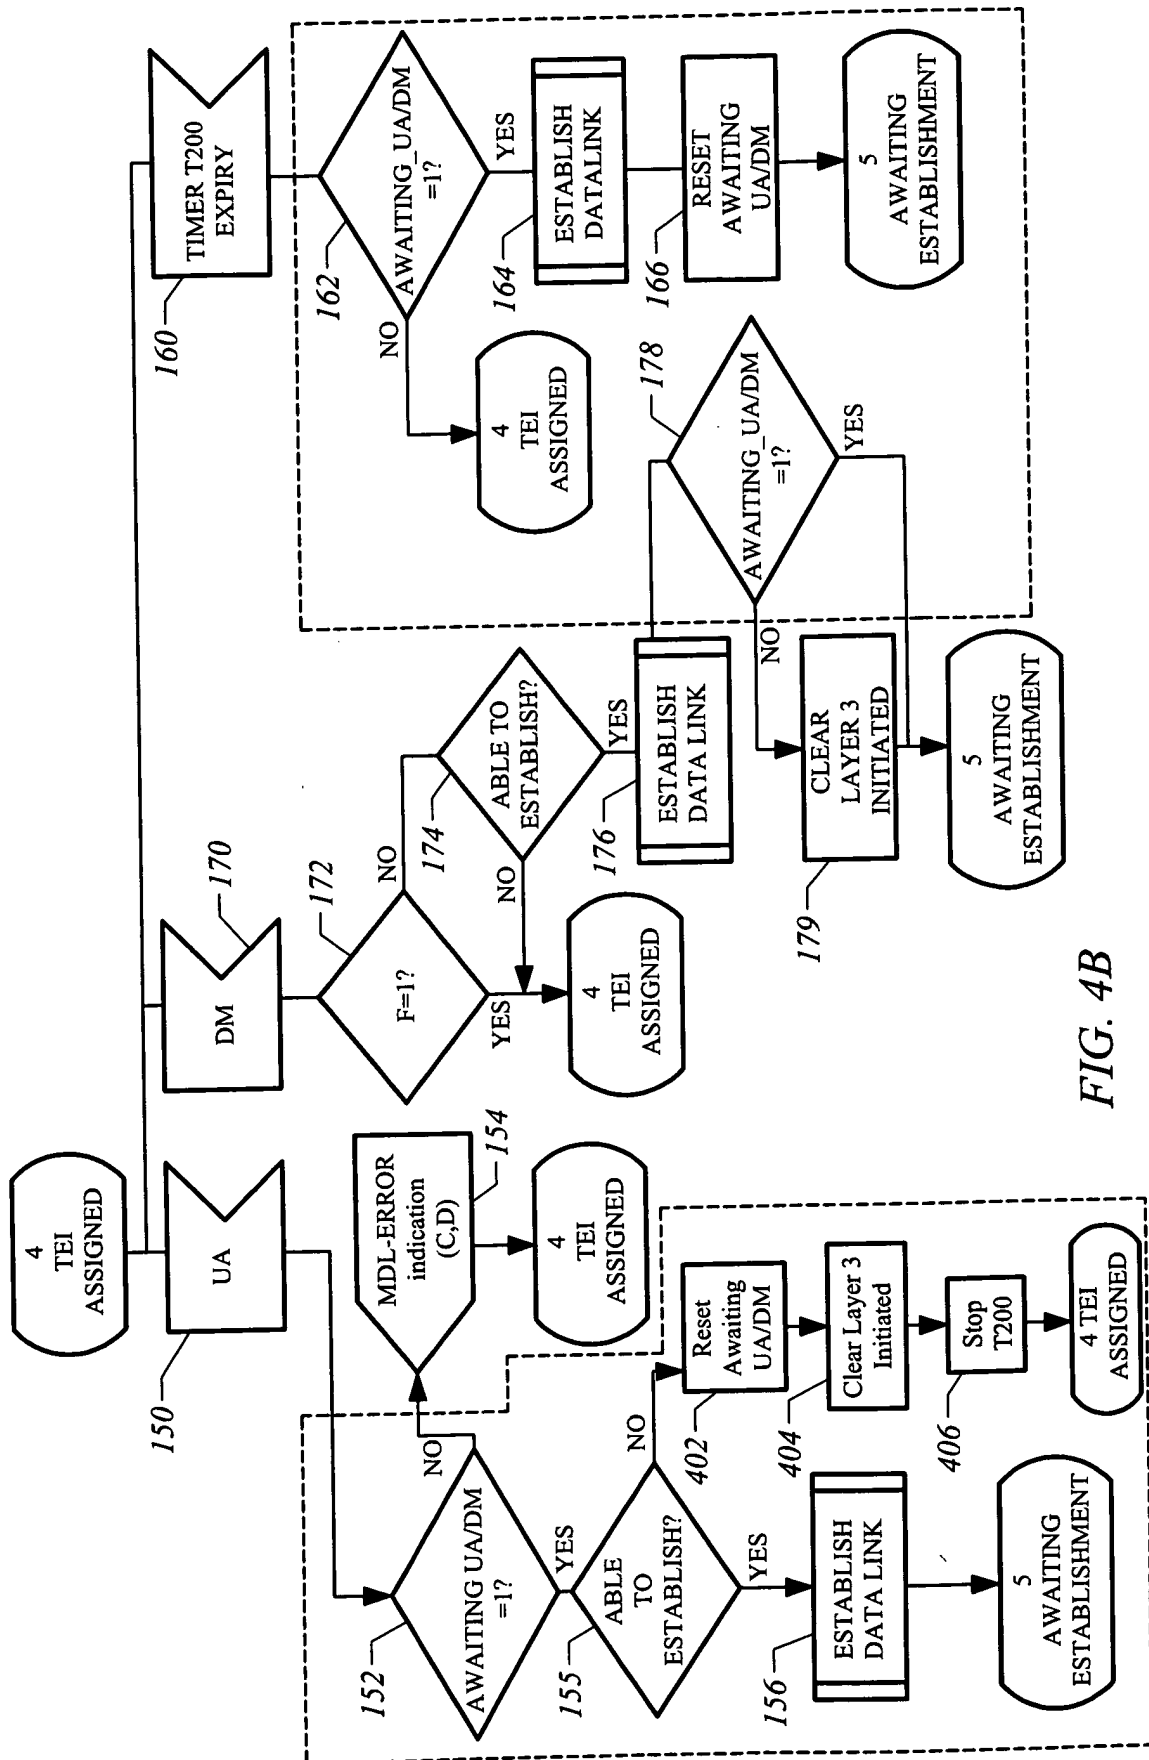 4
TEI
ASSIGNED
150
UA
152
AWAITING UA/DM
=1?
NO
MDL-ERROR
indication
(C,D)
154
4
TEI
ASSIGNED
YES
155
ABLE
TO
ESTABLISH?
NO
402
Reset
Awaiting
UA/DM
404
Clear Layer 3
Initiated
406
Stop
T200
4 TEI
ASSIGNED
YES
156
ESTABLISH
DATA LINK
5
AWAITING
ESTABLISHMENT
DM
170
172
F=1?
YES
4
TEI
ASSIGNED
NO
174
ABLE TO
ESTABLISH?
NO
YES
176
ESTABLISH
DATA LINK
178
AWAITING_UA/DM
=1?
NO
YES
179
CLEAR
LAYER 3
INITIATED
5
AWAITING
ESTABLISHMENT
160
TIMER T200
EXPIRY
162
AWAITING_UA/DM
=1?
NO
4
TEI
ASSIGNED
YES
164
ESTABLISH
DATALINK
166
RESET
AWAITING
UA/DM
5
AWAITING
ESTABLISHMENT
FIG. 4B